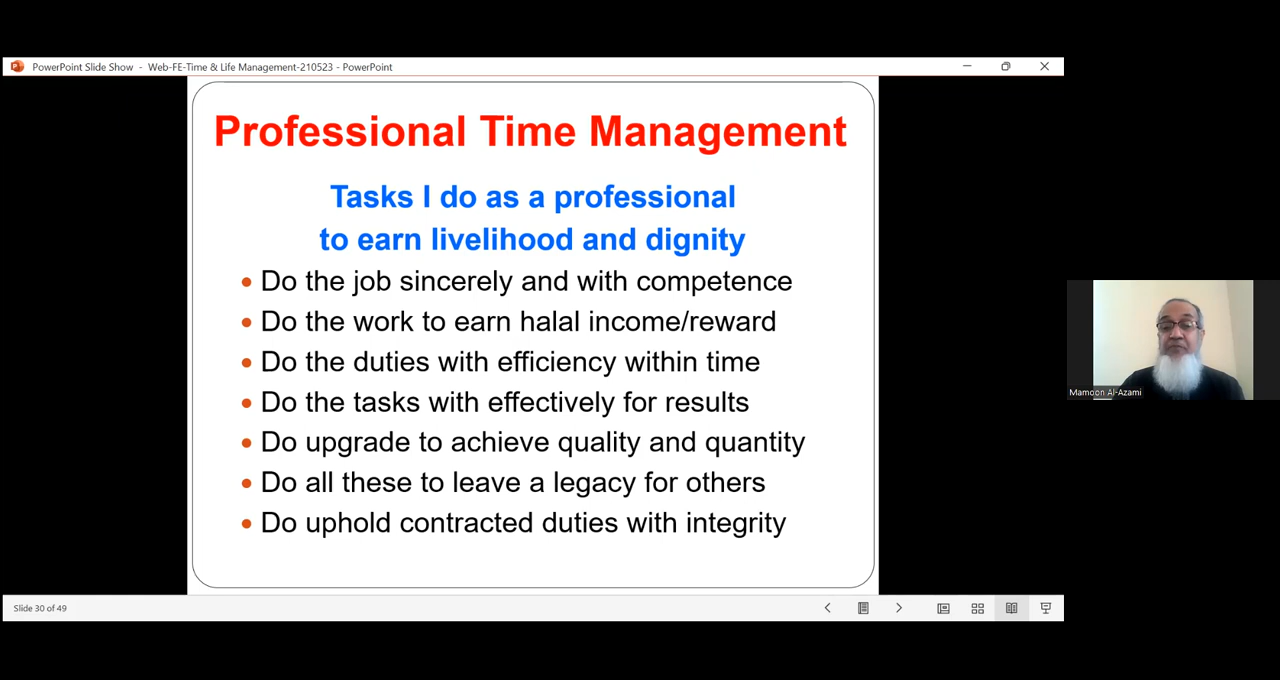 PowerPoint Slide Show - Web-FE-Time & Life Management-210523 - PowerPoint
Professional Time Management
Tasks I do as a professional
to earn livelihood and dignity
• Do the job sincerely and with competence
• Do the work to earn halal income/reward
• Do the duties with efficiency within time
• Do the tasks with effectively for results
• Do upgrade to achieve quality and quantity
• Do all these to leave a legacy for others
• Do uphold contracted duties with integrity
Mamoon Al-Azami
Slide 30 of 49